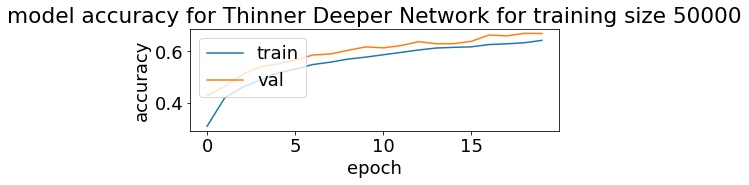 model accuracy for Thinner Deeper Network for training size 50000
train
val
accuracy
0.6
0.4
0 5 10 15
epoch